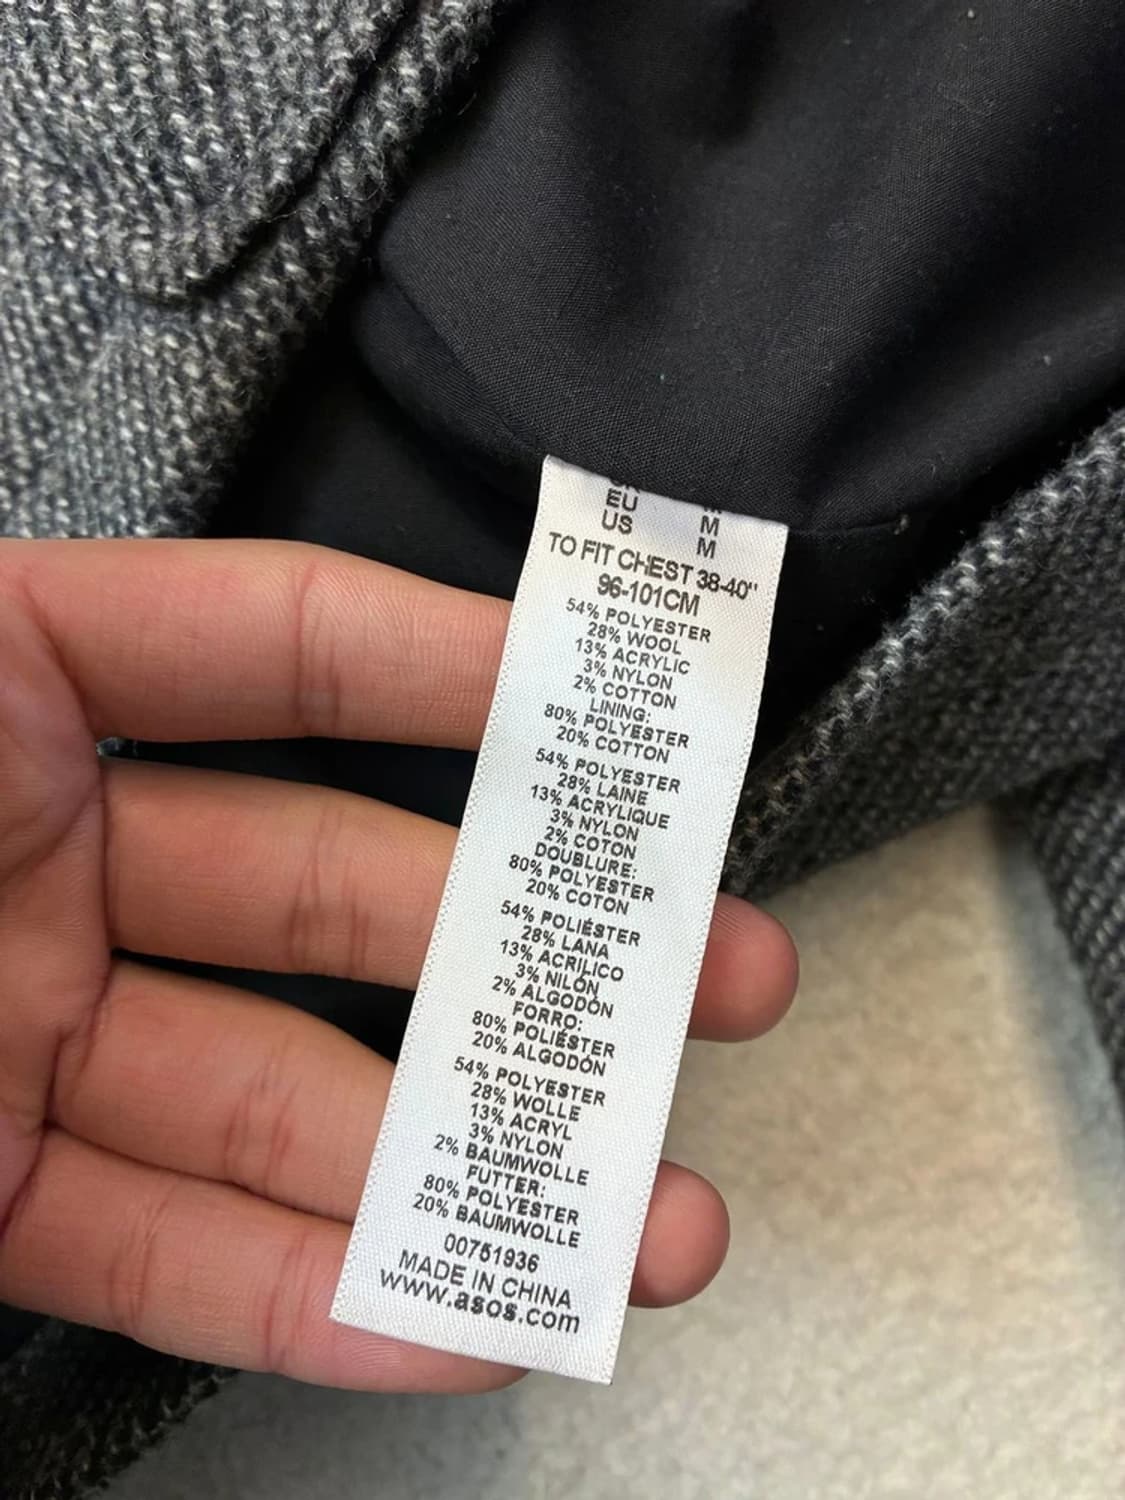 EU M
US M
TO FIT CHEST 38-40"
96-101CM
54% POLYESTER
28% WOOL
13% ACRYLIC
3% NYLON
2% COTTON
LINING:
80% POLYESTER
20% COTTON
54% POLYESTER
28% LAINE
13% ACRYLIQUE
3% NYLON
2% COTON
DOUBLURE:
80% POLYESTER
20% COTON
54% POLIÉSTER
28% LANA
13% ACRILICO
3% NILÓN
2% ALGODÓN
FORRO:
80% POLIÉSTER
20% ALGODÓN
54% POLYESTER
28% WOLLE
13% ACRYL
3% NYLON
2% BAUMWOLLE
FUTTER:
80% POLYESTER
20% BAUMWOLLE
00751936
MADE IN CHINA
www.asos.com